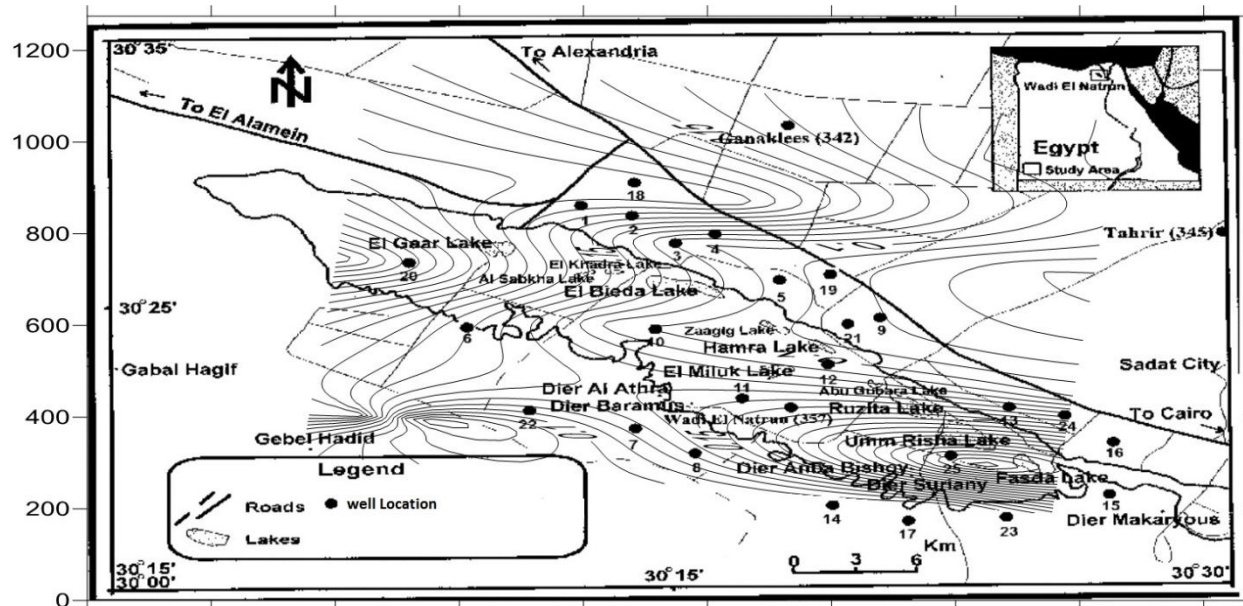 1200
1000
800
600
400
200
0
30°35'
To Alexandria
N
To El Alamein
Wadi El Natrun
Egypt
Study Area
Ganaklees (342)
18
1
2
3
4
Tahrir (345)
El Gaar Lake
20
El Khadra Lake
Al Sabkha Lake
El Bieda Lake
5
19
30°25'
6
10
Zaagig Lake
21
9
Hamra Lake
Sadat City
Gabal Hagif
El Miluk Lake
12
Dier Al Athra
11
Abu Gubara Lake
Dier Baramus
Ruzita Lake
13
24
To Cairo
22
Wadi El Natrun (357)
Gebel Hadid
7
Umm Risha Lake
16
8
Dier Anba Bishoy
25
Fasda Lake
Dier Suriany
15
Dier Makaryous
14
17
23
Legend
Roads
well Location
Lakes
Km
0 3 6
30°15'
30°00'
30°15'
30°30'